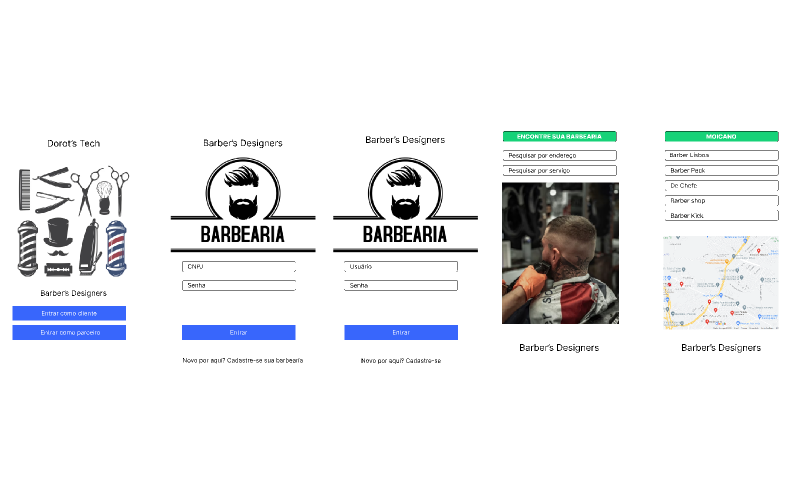 Dorot's Tech
Barber's Designers
Entrar como cliente
Entrar como parceiro
Barber's Designers
BARBEARIA
CNPJ
Senha
Entrar
Novo por aqui? Cadastre-se sua barbearia
Barber's Designers
BARBEARIA
Usuário
Senha
Entrar
Novo por aqui? Cadastre-se
ENCONTRE SUA BARBEARIA
Pesquisar por endereço
Pesquisar por serviço
Barber's Designers
MOICANO
Barber Lisboa
Barber Peck
De Chefe
Barber shop
Barber Kick
Barber's Designers